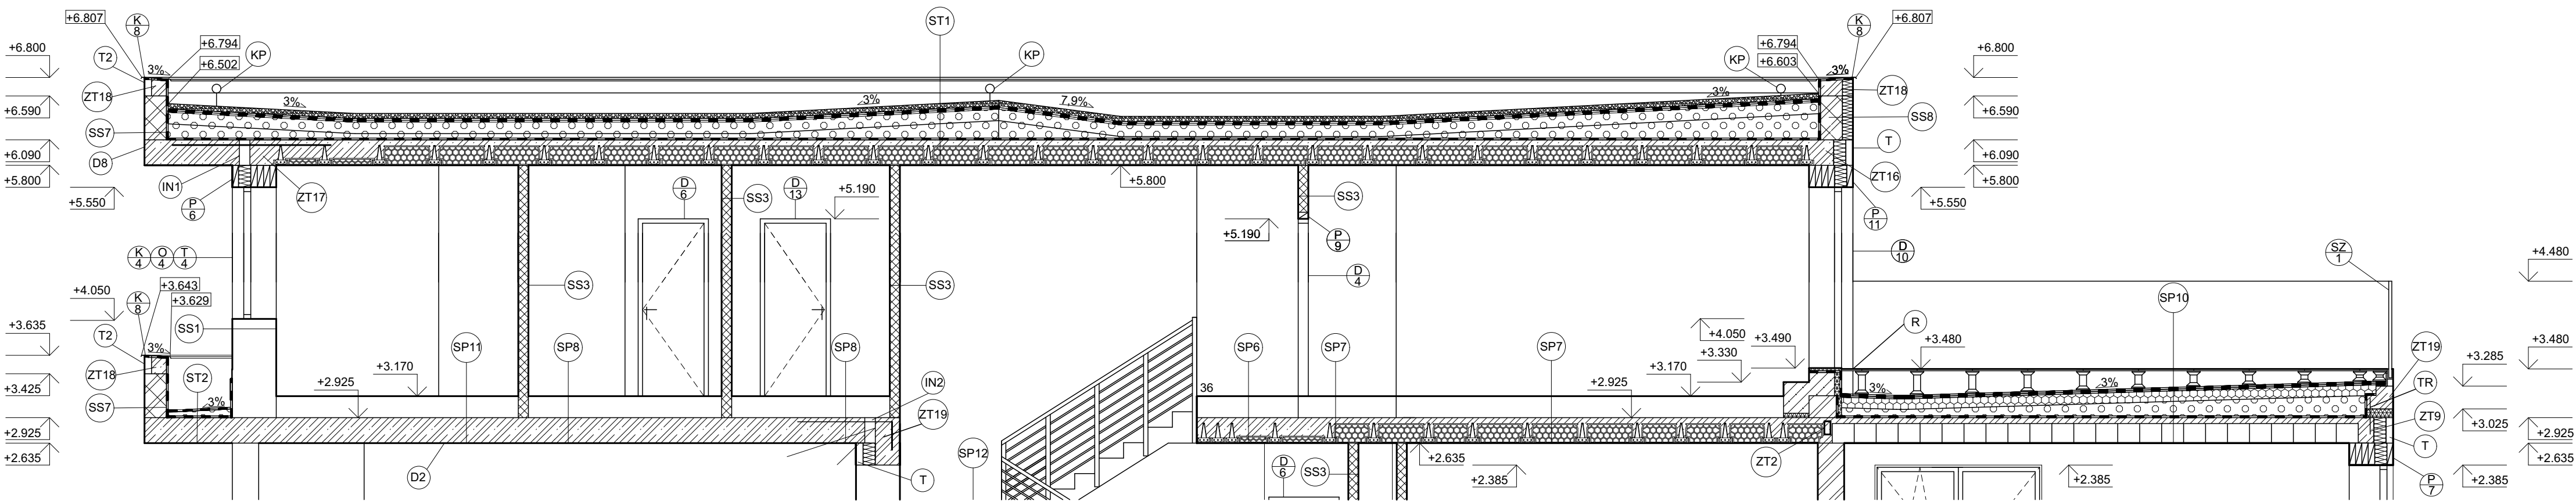 +6.807
K
8
ST1
K
8
+6.807
+6.800
T2
3%
+6.794
KP
KP
KP
+6.794
3%
+6.800
+6.502
+6.603
ZT18
3%
3%
7,9%
3%
ZT18
+6.590
+6.590
SS7
SS8
+6.090
D8
T
+6.090
+5.800
IN1
ZT17
+5.800
ZT16
+5.800
+5.550
P
6
D
6
SS3
D
13
+5.190
SS3
P
11
+5.550
+5.190
P
9
K
4
O
4
T
4
SS3
SS3
D
4
D
10
SZ
1
+4.480
+4.480
+4.050
K
8
+3.643
+3.629
SP10
+3.635
T2
3%
SS1
SP11
SP8
SP8
SP6
SP7
SP7
+4.050
+3.490
R
+3.480
ZT19
+3.285
+3.480
ZT18
ST2
+3.170
+2.925
IN2
36
+3.170
+3.330
3%
3%
TR
+3.425
SS7
3%
ZT19
+2.925
ZT9
+3.025
+2.925
+2.925
+2.635
D2
T
SP12
D
6
SS3
+2.635
ZT2
T
+2.635
+2.385
+2.385
P
7
+2.385